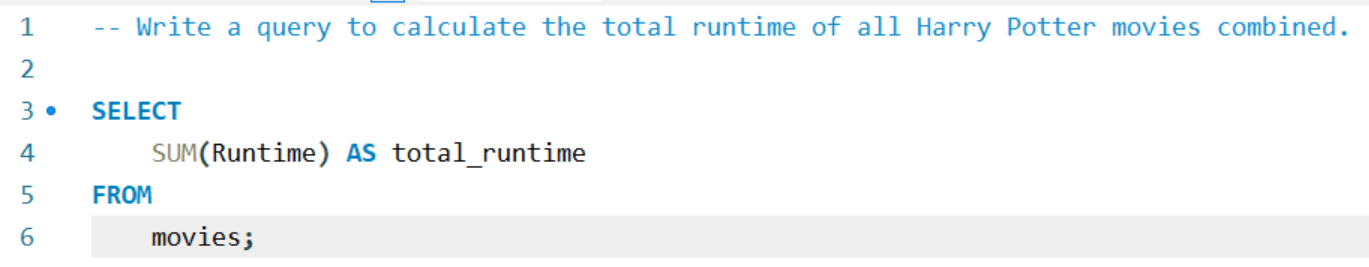 1 -- Write a query to calculate the total runtime of all Harry Potter movies combined.
2
3 SELECT
4 SUM(Runtime) AS total_runtime
5 FROM
6 movies;